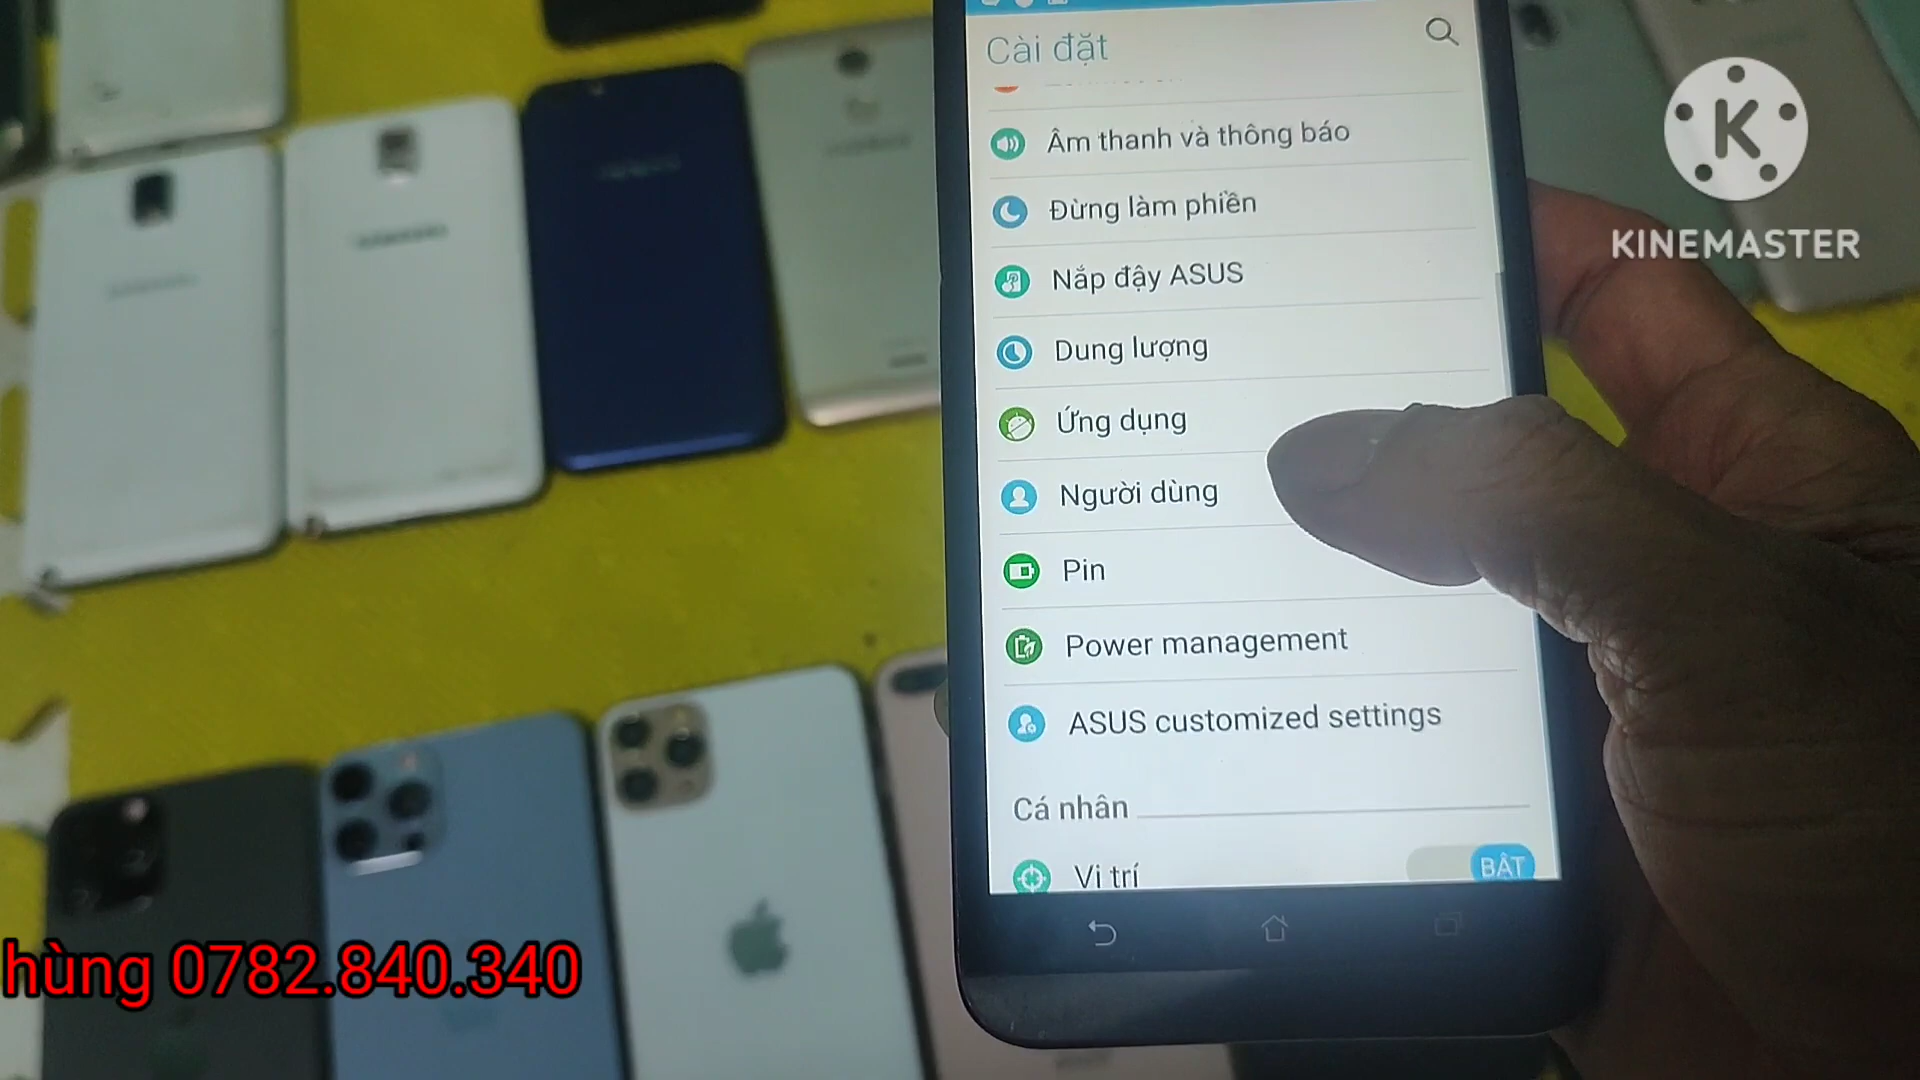 Cài đặt
Âm thanh và thông báo
Đừng làm phiền
Nắp đậy ASUS
Dung lượng
Ứng dụng
Người dùng
Pin
Power management
ASUS customized settings
Cá nhân
Vị trí
BẬT
K
KINEMASTER
hùng 0782.840.340